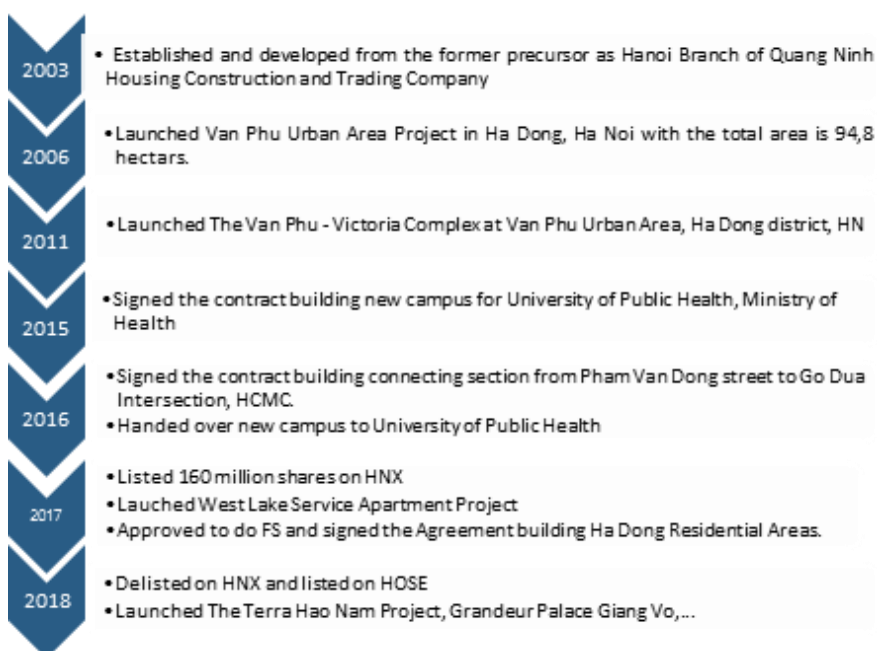 2003
• Established and developed from the former precursor as Hanoi Branch of Quang Ninh
Housing Construction and Trading Company
2006
• Launched Van Phu Urban Area Project in Ha Dong, Ha Noi with the total area is 94,8
hectars.
2011
• Launched The Van Phu - Victoria Complex at Van Phu Urban Area, Ha Dong district, HN
2015
• Signed the contract building new campus for University of Public Health, Ministry of
Health
2016
• Signed the contract building connecting section from Pham Van Dong street to Go Dua
Intersection, HCMC.
• Handed over new campus to University of Public Health
2017
• Listed 160 million shares on HNX
• Lauched West Lake Service Apartment Project
• Approved to do FS and signed the Agreement building Ha Dong Residential Areas.
2018
• Delisted on HNX and listed on HOSE
• Launched The Terra Hao Nam Project, Grandeur Palace Giang Vo,...